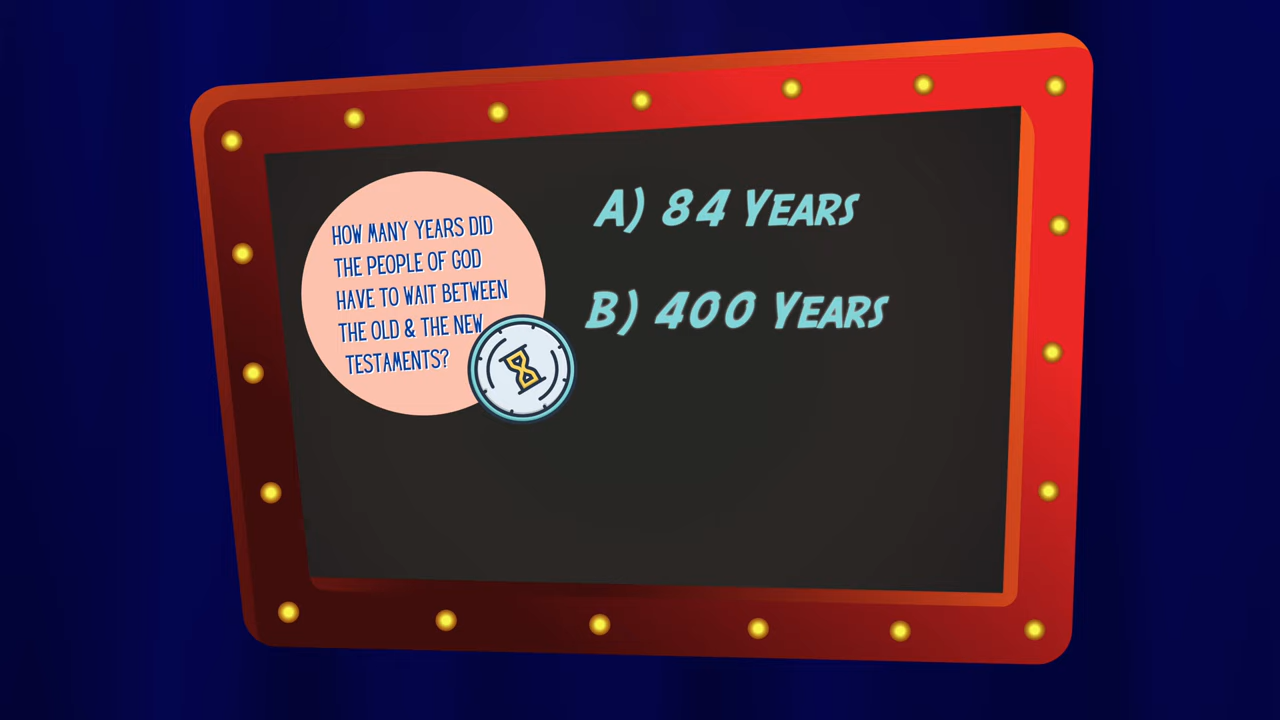 HOW MANY YEARS DID
THE PEOPLE OF GOD
HAVE TO WAIT BETWEEN
THE OLD & THE NEW
TESTAMENTS?
A) 84 YEARS
B) 400 YEARS